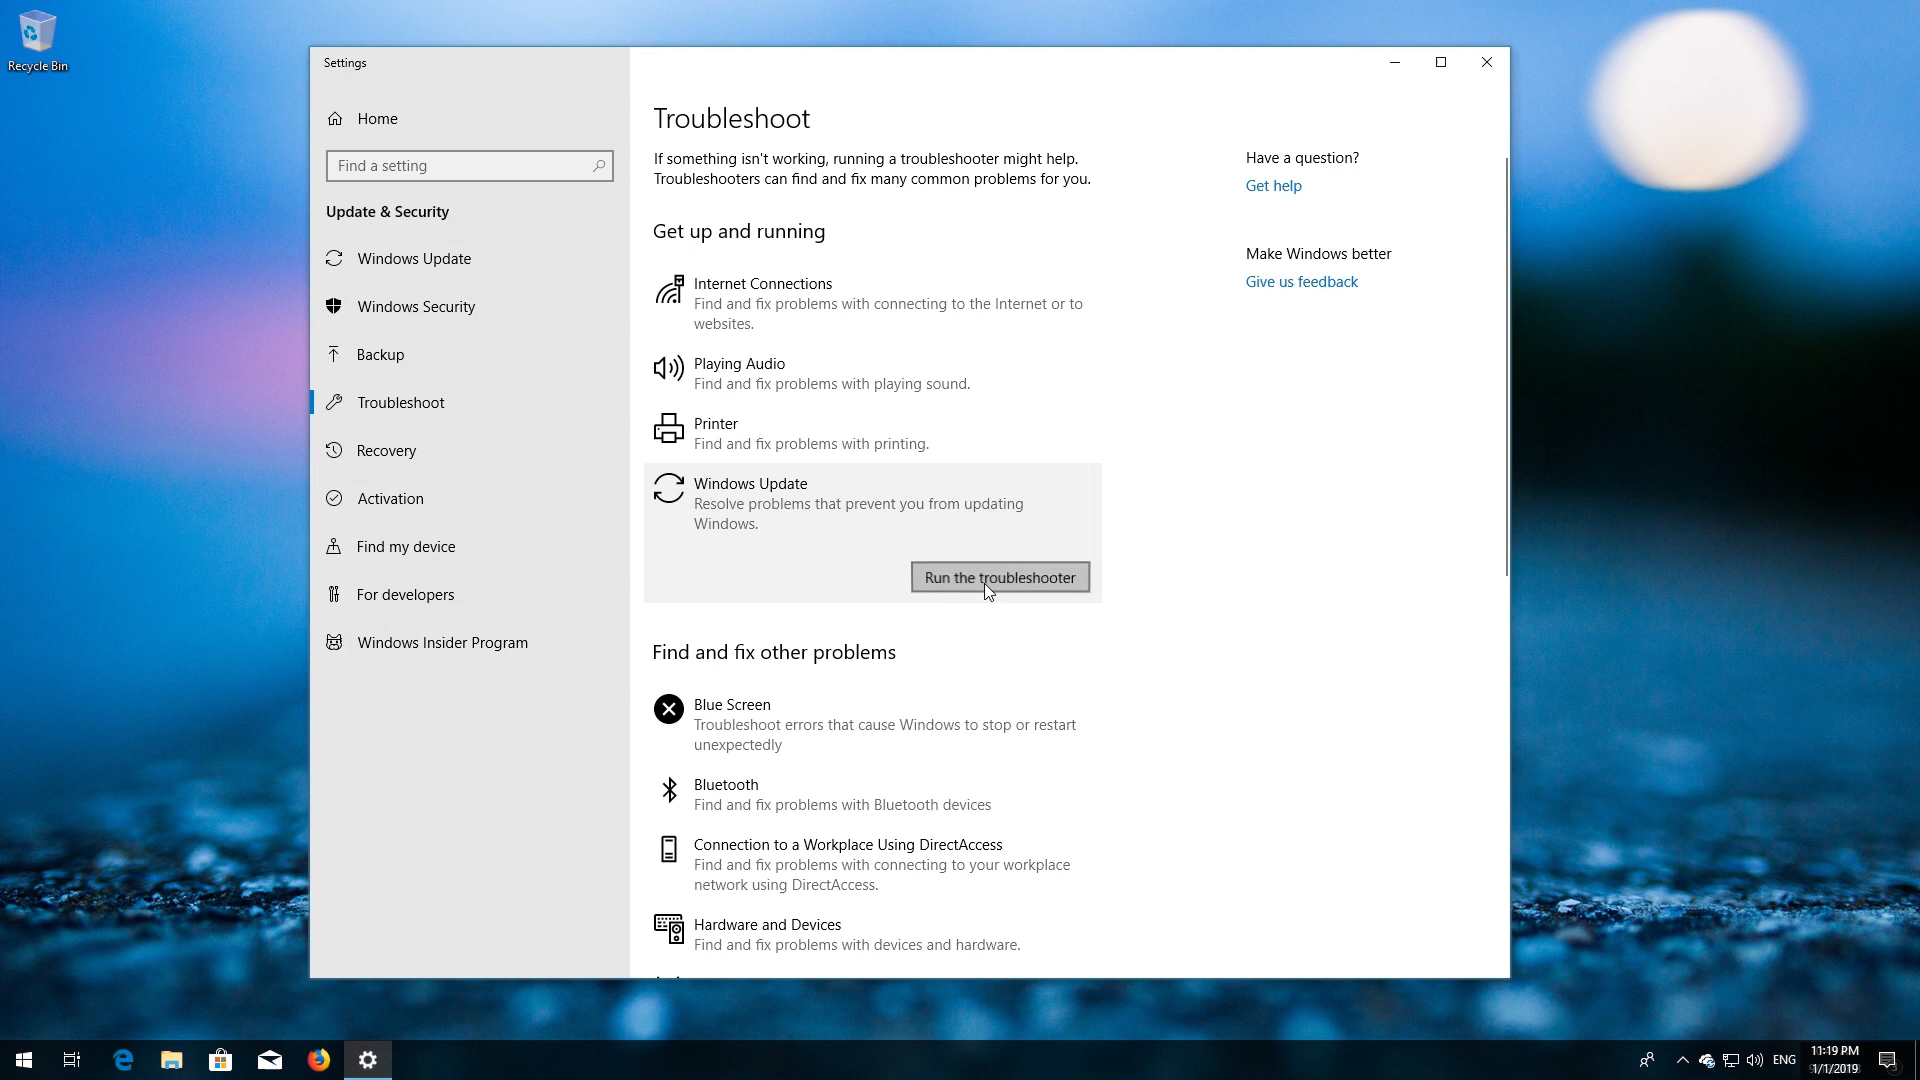 Recycle Bin
Settings
Home
Find a setting
Update & Security
Windows Update
Windows Security
Backup
Troubleshoot
Recovery
Activation
Find my device
For developers
Windows Insider Program
Troubleshoot
If something isn't working, running a troubleshooter might help.
Troubleshooters can find and fix many common problems for you.
Get up and running
Internet Connections
Find and fix problems with connecting to the Internet or to
websites.
Playing Audio
Find and fix problems with playing sound.
Printer
Find and fix problems with printing.
Windows Update
Resolve problems that prevent you from updating
Windows.
Run the troubleshooter
Find and fix other problems
Blue Screen
Troubleshoot errors that cause Windows to stop or restart
unexpectedly
Bluetooth
Find and fix problems with Bluetooth devices
Connection to a Workplace Using DirectAccess
Find and fix problems with connecting to your workplace
network using DirectAccess.
Hardware and Devices
Find and fix problems with devices and hardware.
Have a question?
Get help
Make Windows better
Give us feedback
ENG
11:19 PM
1/1/2019